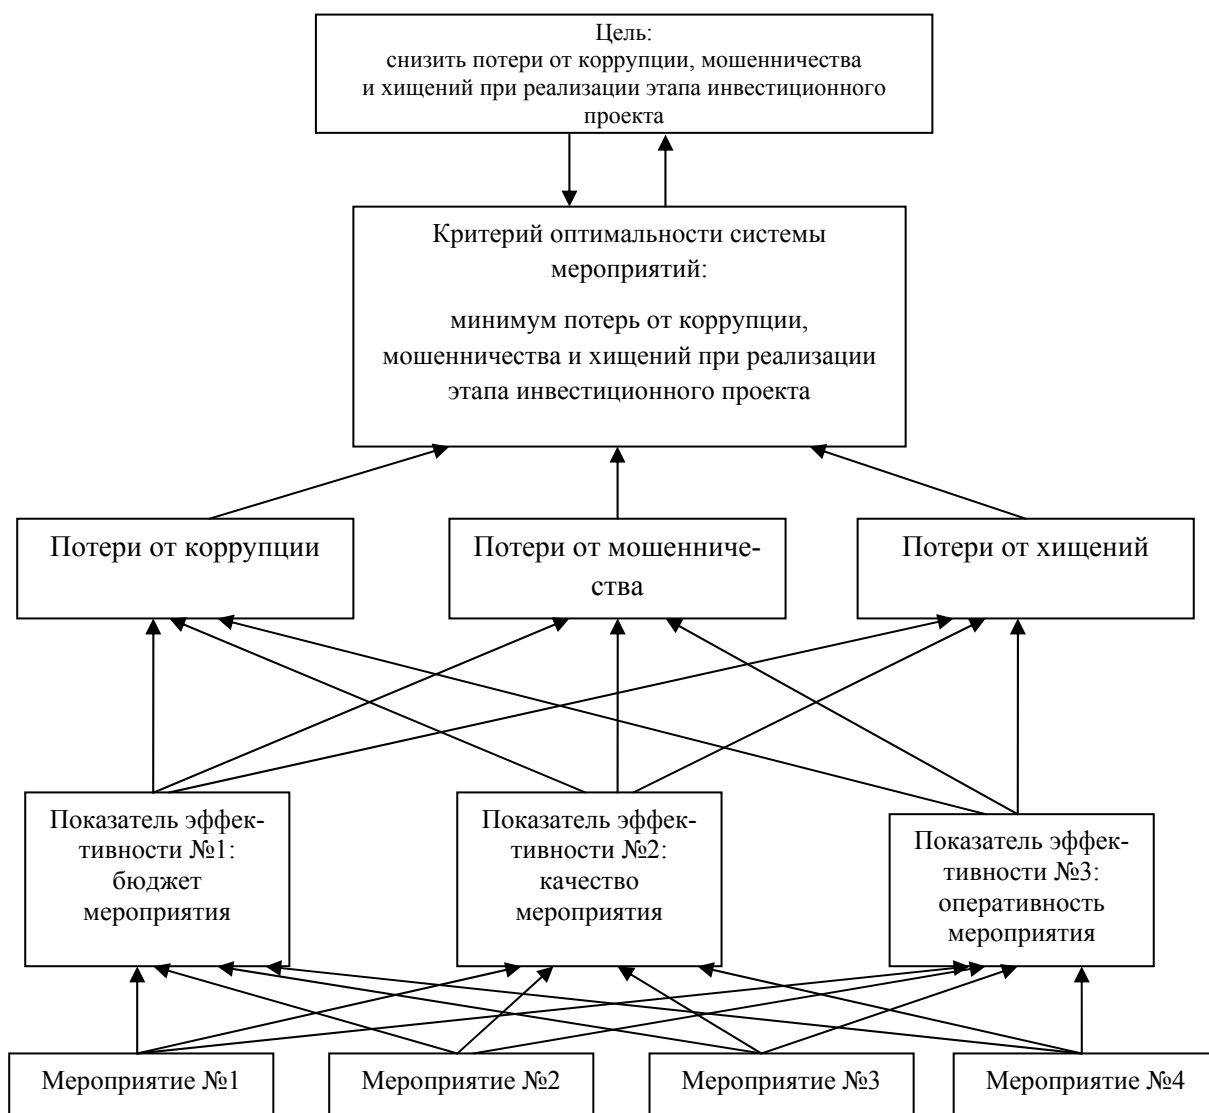 Цель:
снизить потери от коррупции, мошенничества
и хищений при реализации этапа инвестиционного
проекта
Критерий оптимальности системы
мероприятий:
минимум потерь от коррупции,
мошенничества и хищений при реализации
этапа инвестиционного проекта
Потери от коррупции
Потери от мошенниче-
ства
Потери от хищений
Показатель эффек-
тивности №1:
бюджет
мероприятия
Показатель эффек-
тивности №2:
качество
мероприятия
Показатель эффек-
тивности №3:
оперативность
мероприятия
Мероприятие №1
Мероприятие №2
Мероприятие №3
Мероприятие №4